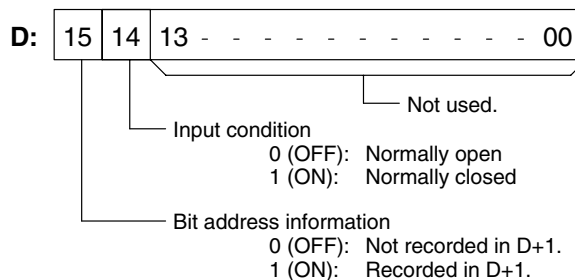 D: 15 14 13 - - - - - - - - - - - - 00
Not used.
Input condition
0 (OFF): Normally open
1 (ON): Normally closed
Bit address information
0 (OFF): Not recorded in D+1.
1 (ON): Recorded in D+1.